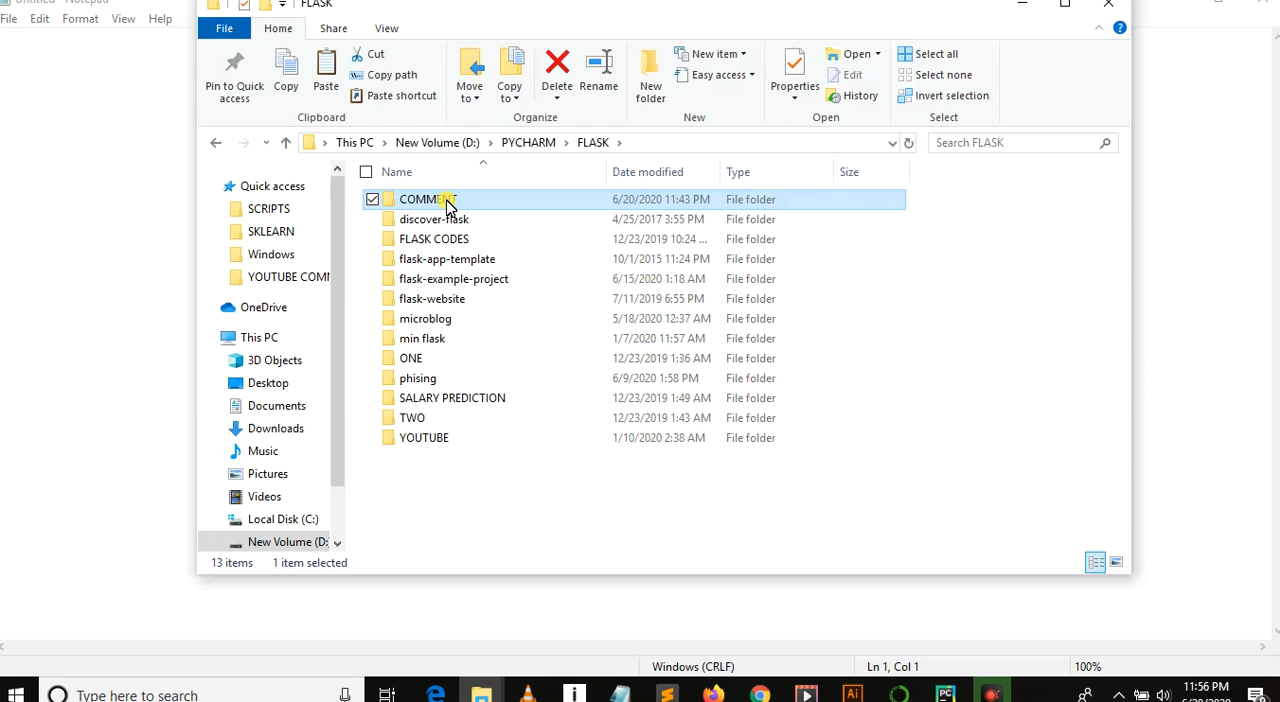 Untitled - Notepad
FLASK
File Edit Format View Help
File Home Share View
Pin to Quick access
Copy
Paste
Cut
Copy path
Paste shortcut
Clipboard
Move to
Copy to
Delete
Rename
Organize
New folder
New item
Easy access
New
Properties
Open
Edit
History
Open
Select all
Select none
Invert selection
Select
This PC > New Volume (D:) > PYCHARM > FLASK >
Search FLASK
Name Date modified Type Size
COMMENT 6/20/2020 11:43 PM File folder
discover-flask 4/25/2017 3:55 PM File folder
FLASK CODES 12/23/2019 10:24 ... File folder
flask-app-template 10/1/2015 11:24 PM File folder
flask-example-project 6/15/2020 1:18 AM File folder
flask-website 7/11/2019 6:55 PM File folder
microblog 5/18/2020 12:37 AM File folder
min flask 1/7/2020 11:57 AM File folder
ONE 12/23/2019 1:36 AM File folder
phising 6/9/2020 1:58 PM File folder
SALARY PREDICTION 12/23/2019 1:49 AM File folder
TWO 12/23/2019 1:43 AM File folder
YOUTUBE 1/10/2020 2:38 AM File folder
Quick access
SCRIPTS
SKLEARN
Windows
YOUTUBE COMM
OneDrive
This PC
3D Objects
Desktop
Documents
Downloads
Music
Pictures
Videos
Local Disk (C:)
New Volume (D:
13 items 1 item selected
Windows (CRLF) Ln 1, Col 1 100%
Type here to search
Ai
PC
11:56 PM
6/20/2020